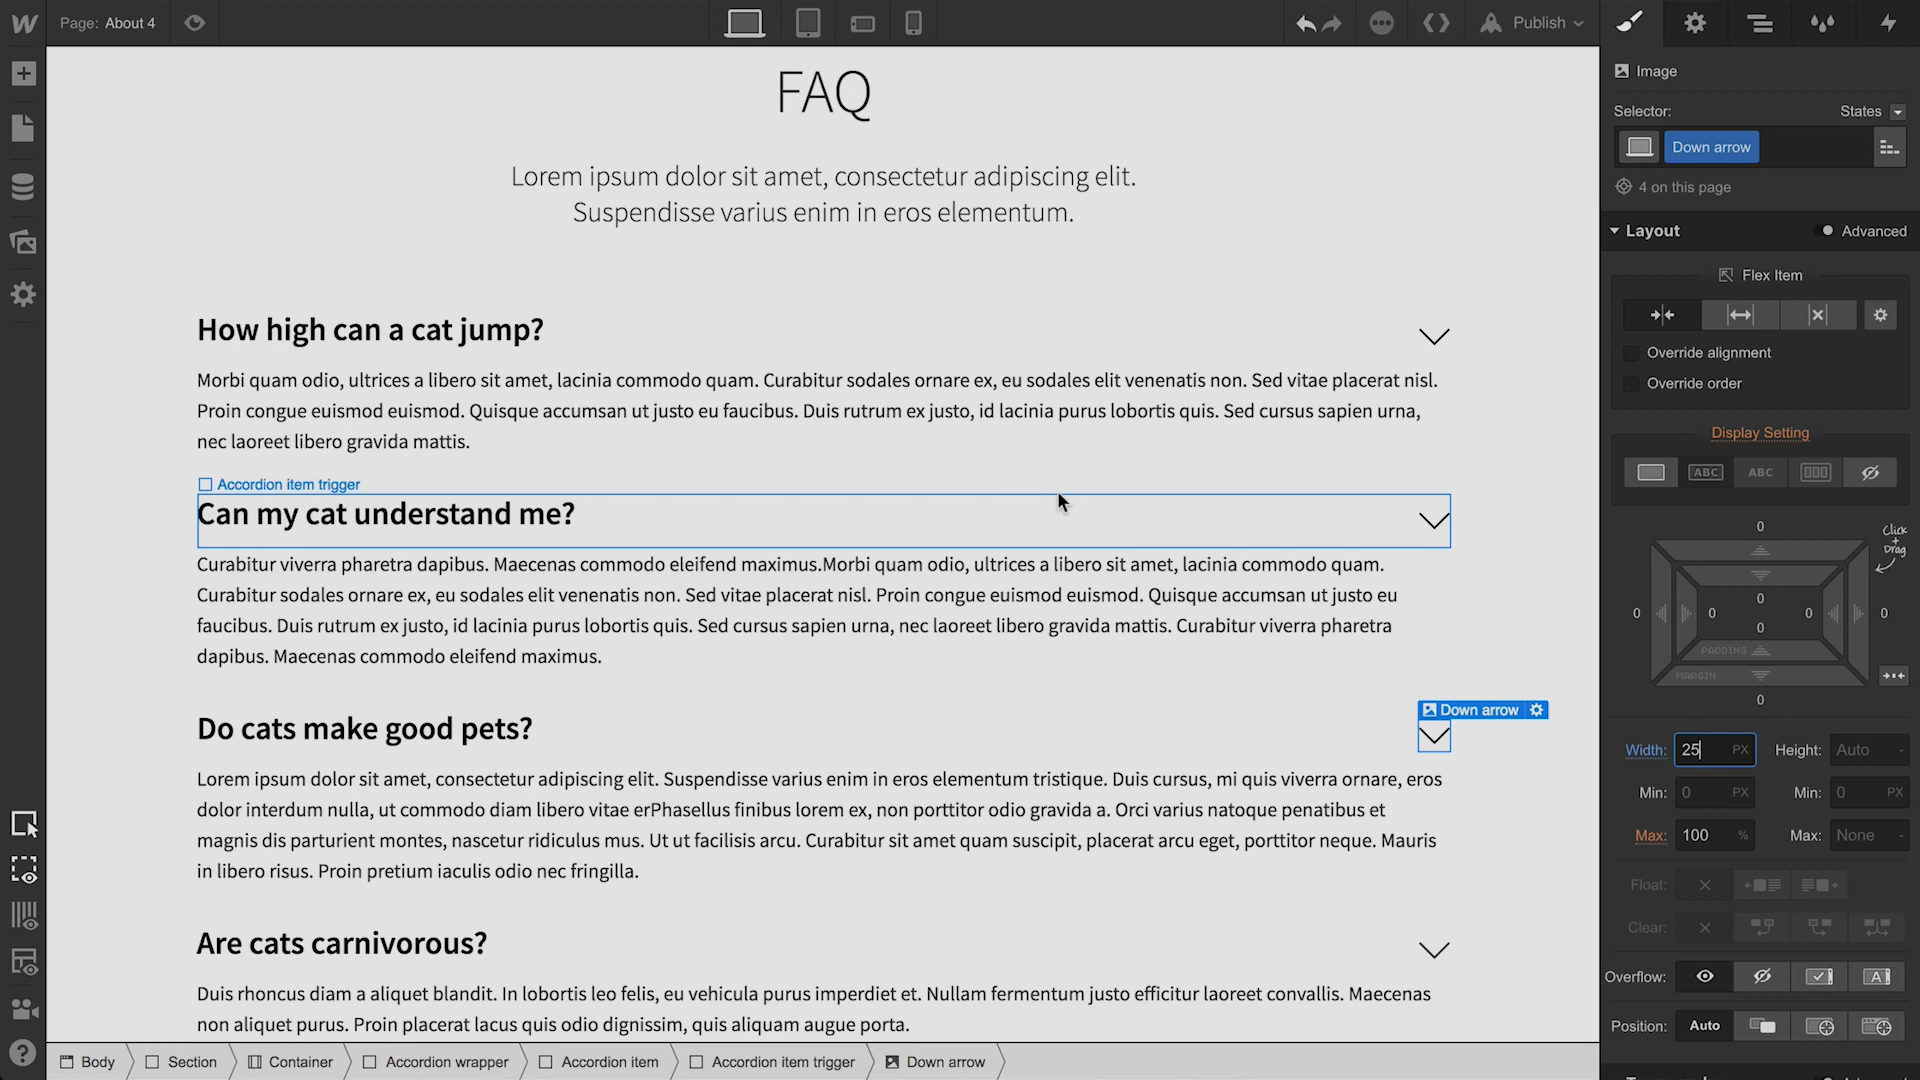 Page: About 4
Publish
FAQ
Lorem ipsum dolor sit amet, consectetur adipiscing elit.
Suspendisse varius enim in eros elementum.
How high can a cat jump?
Morbi quam odio, ultrices a libero sit amet, lacinia commodo quam. Curabitur sodales ornare ex, eu sodales elit venenatis non. Sed vitae placerat nisl.
Proin congue euismod euismod. Quisque accumsan ut justo eu faucibus. Duis rutrum ex justo, id lacinia purus lobortis quis. Sed cursus sapien urna,
nec laoreet libero gravida mattis.
Accordion item trigger
Can my cat understand me?
Curabitur viverra pharetra dapibus. Maecenas commodo eleifend maximus.Morbi quam odio, ultrices a libero sit amet, lacinia commodo quam.
Curabitur sodales ornare ex, eu sodales elit venenatis non. Sed vitae placerat nisl. Proin congue euismod euismod. Quisque accumsan ut justo eu
faucibus. Duis rutrum ex justo, id lacinia purus lobortis quis. Sed cursus sapien urna, nec laoreet libero gravida mattis. Curabitur viverra pharetra
dapibus. Maecenas commodo eleifend maximus.
Down arrow
Do cats make good pets?
Lorem ipsum dolor sit amet, consectetur adipiscing elit. Suspendisse varius enim in eros elementum tristique. Duis cursus, mi quis viverra ornare, eros
dolor interdum nulla, ut commodo diam libero vitae erPhasellus finibus lorem ex, non porttitor odio gravida a. Orci varius natoque penatibus et
magnis dis parturient montes, nascetur ridiculus mus. Ut ut facilisis arcu. Curabitur sit amet quam suscipit, placerat arcu eget, porttitor neque. Mauris
in libero risus. Proin pretium iaculis odio nec fringilla.
Are cats carnivorous?
Duis rhoncus diam a aliquet blandit. In lobortis leo felis, eu vehicula purus imperdiet et. Nullam fermentum justo efficitur laoreet convallis. Maecenas
non aliquet purus. Proin placerat lacus quis odio dignissim, quis aliquam augue porta.
Body Section Container Accordion wrapper Accordion item Accordion item trigger Down arrow
Image
Selector: States
Down arrow
4 on this page
Layout Advanced
Flex Item
Override alignment
Override order
Display Setting
ABC ABC
0
Click
+
Drag
0
0 0 0 0
0
PADDING
MARGIN
0
Width: 25 PX Height: Auto -
Min: 0 PX Min: 0 PX
Max: 100 % Max: None -
Float:
Clear:
Overflow: A
Position: Auto